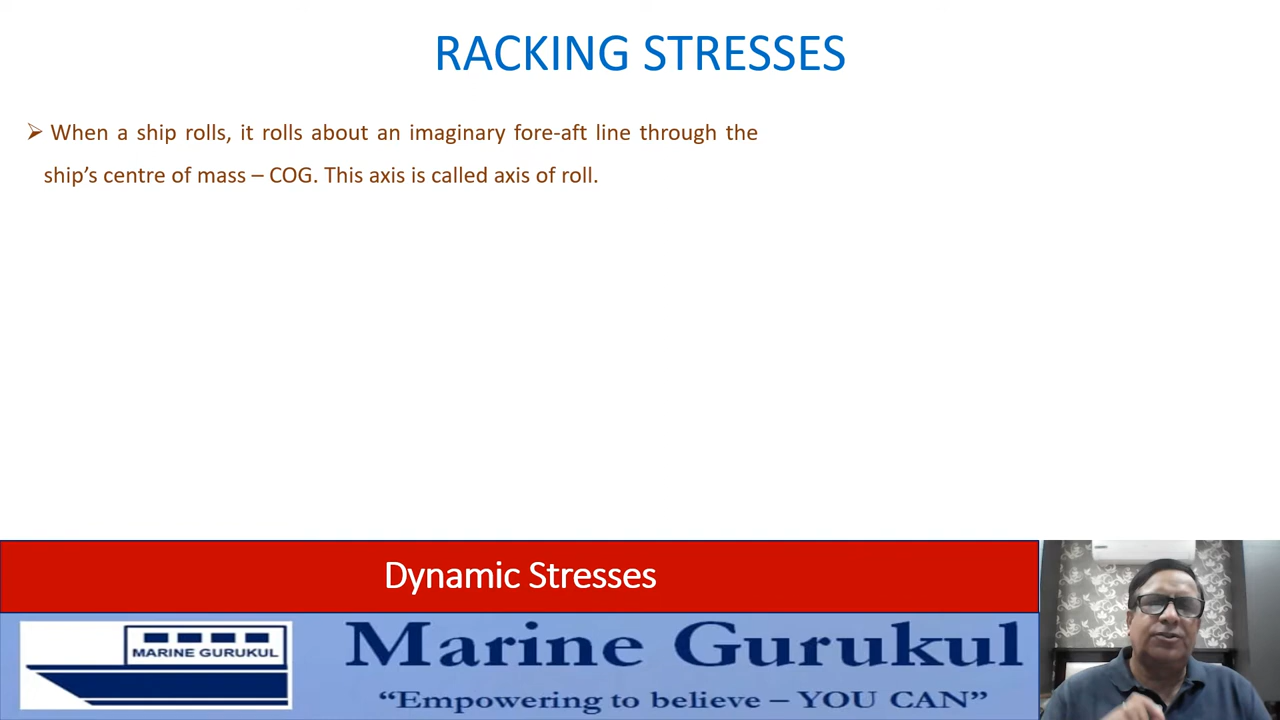 RACKING STRESSES
➢ When a ship rolls, it rolls about an imaginary fore-aft line through the
ship’s centre of mass – COG. This axis is called axis of roll.
Dynamic Stresses
MARINE GURUKUL
Marine Gurukul
“Empowering to believe – YOU CAN”